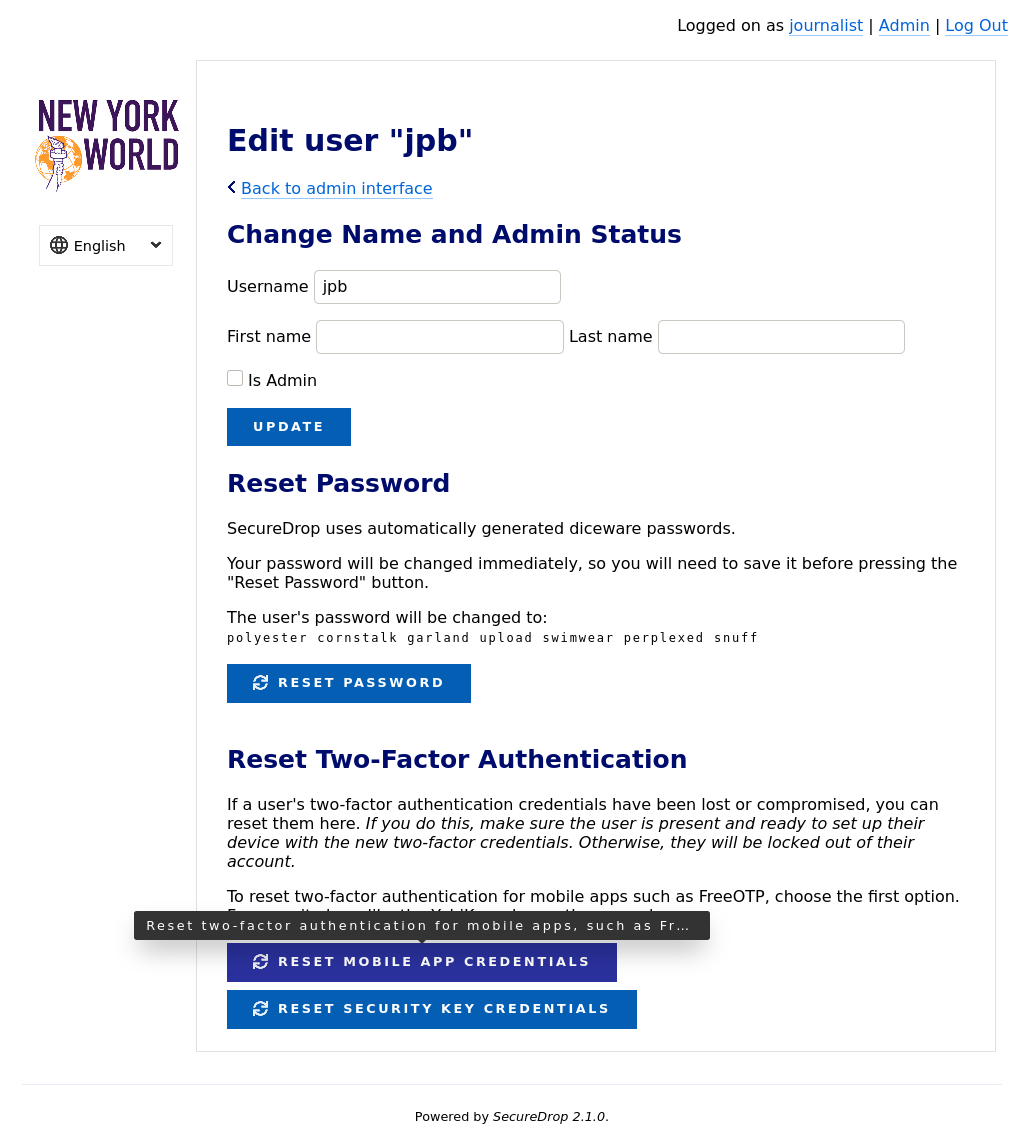 Logged on as journalist | Admin | Log Out
NEW YORK
WORLD
English
Edit user "jpb"
Back to admin interface
Change Name and Admin Status
Username jpb
First name Last name
Is Admin
UPDATE
Reset Password
SecureDrop uses automatically generated diceware passwords.
Your password will be changed immediately, so you will need to save it before pressing the
"Reset Password" button.
The user's password will be changed to:
polyester cornstalk garland upload swimwear perplexed snuff
RESET PASSWORD
Reset Two-Factor Authentication
If a user's two-factor authentication credentials have been lost or compromised, you can
reset them here. If you do this, make sure the user is present and ready to set up their
device with the new two-factor credentials. Otherwise, they will be locked out of their
account.
To reset two-factor authentication for mobile apps such as FreeOTP, choose the first option.
Reset two-factor authentication for mobile apps, such as Fr…
RESET MOBILE APP CREDENTIALS
RESET SECURITY KEY CREDENTIALS
Powered by SecureDrop 2.1.0.